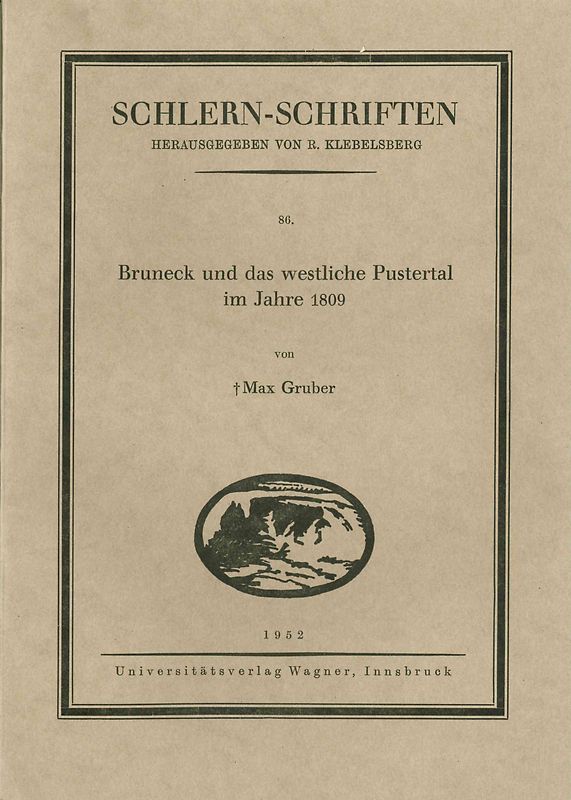 SCHLERN-SCHRIFTEN
HERAUSGEGEBEN VON R. KLEBELSBERG
86.
Bruneck und das westliche Pustertal
im Jahre 1809
von
†Max Gruber
1952
Universitätsverlag Wagner, Innsbruck